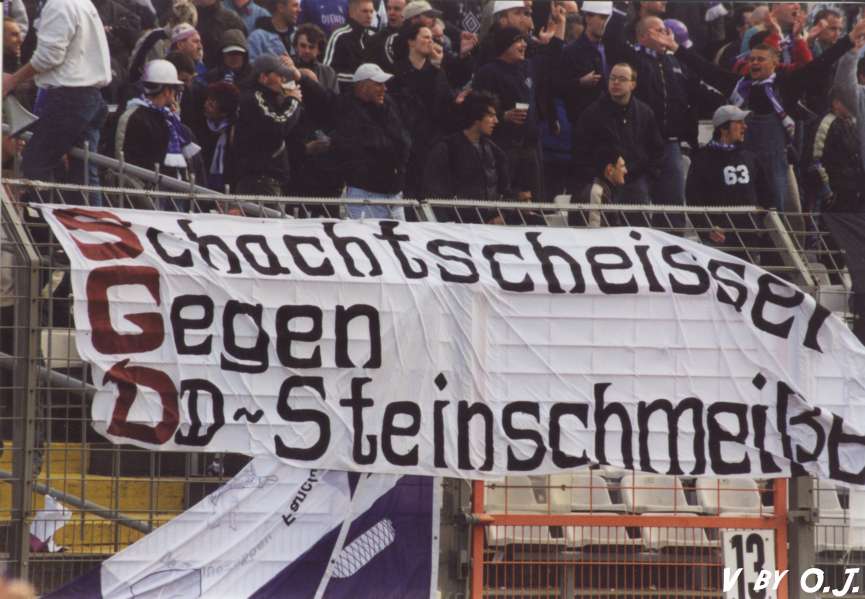 63
Schachtscheisser
Gegen
DD~Steinschmeißer
13
V BY O.J.